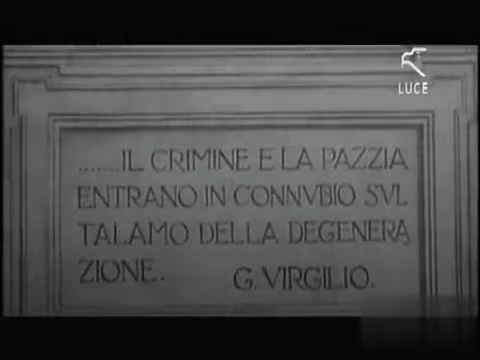 LUCE
......IL CRIMINE E LA PAZZIA
ENTRANO IN CONNVBIO SVL
TALAMO DELLA DEGENERA
ZIONE.
G. VIRGILIO.